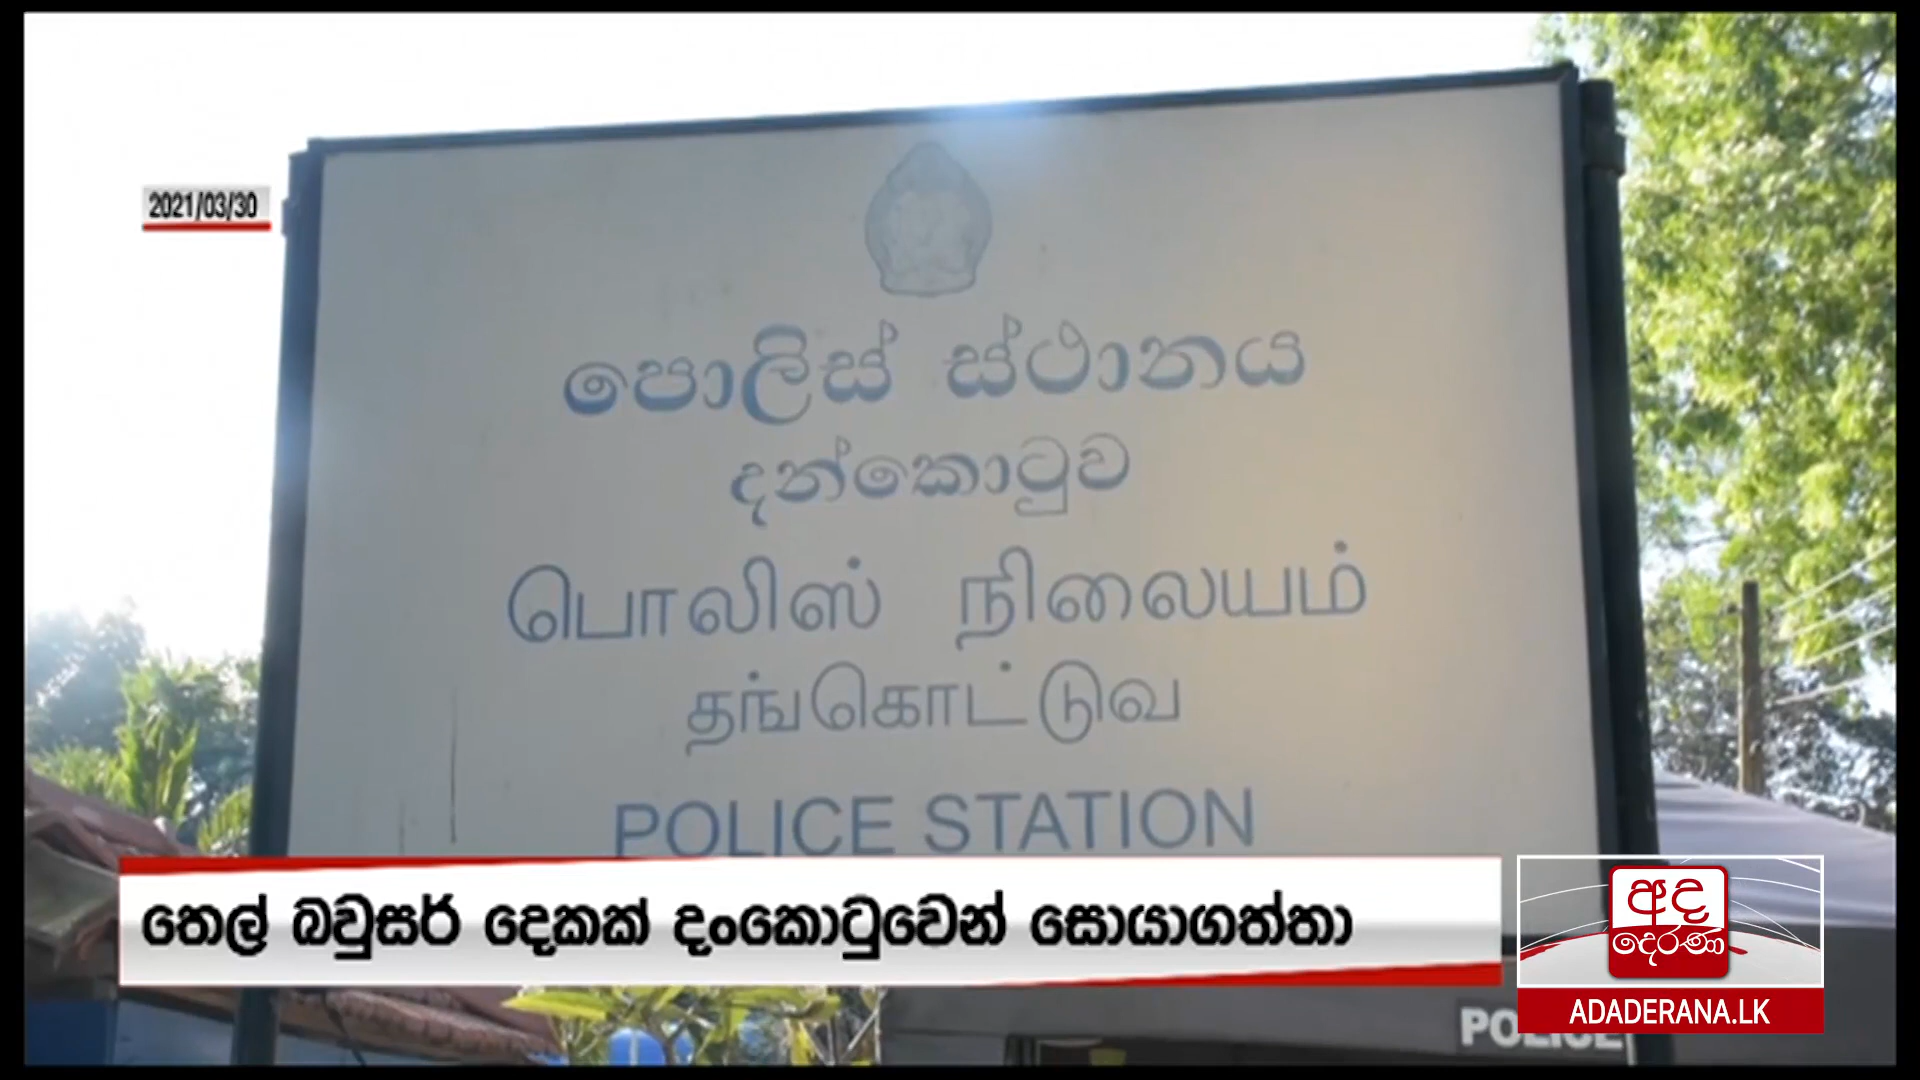 2021/03/30
පොලිස් ස්ථානය
දන්කොටුව
பொலிஸ் நிலையம்
தங்கொட்டுவ
POLICE STATION
තෙල් බවුසර් දෙකක් දංකොටුවෙන් සොයාගත්තා
අද
දෙරණ
ADADERANA.LK
POLICE